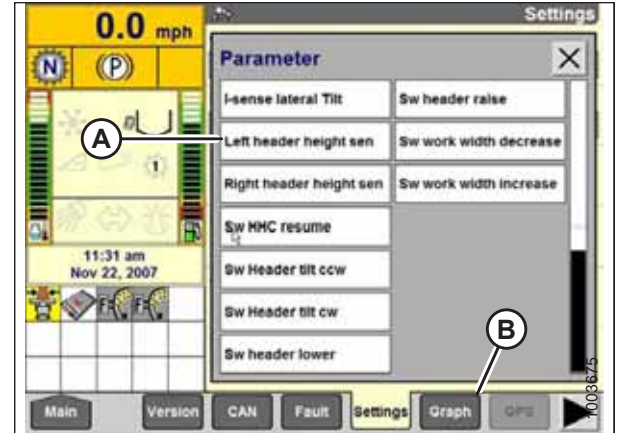 0.0 mph
Settings
N
(P)
Parameter
I-sense lateral Tilt
Sw header raise
A
Left header height sen
Sw work width decrease
1
Right header height sen
Sw work width increase
Sw HHC resume
11:31 am
Nov 22, 2007
Sw Header tilt ccw
Sw Header tilt cw
B
Sw header lower
1003675
Main
Version
CAN
Fault
Settings
Graph
GPS